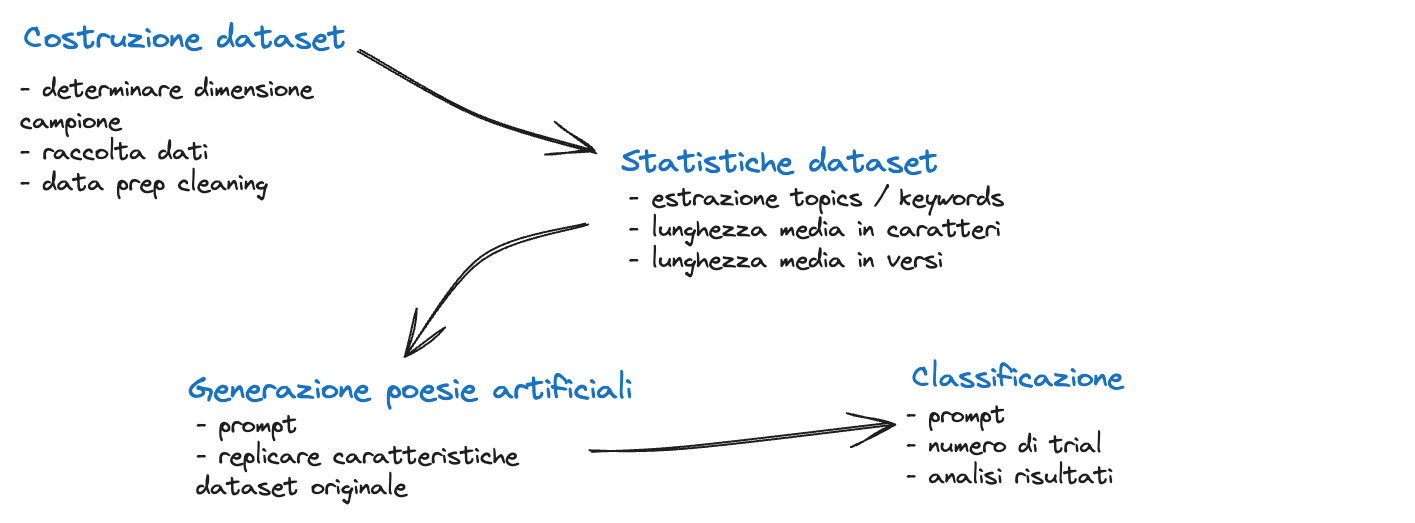 Costruzione dataset
- determinare dimensione
campione
- raccolta dati
- data prep cleaning
Statistiche dataset
- estrazione topics / keywords
- lunghezza media in caratteri
- lunghezza media in versi
Generazione poesie artificiali
- prompt
- replicare caratteristiche
dataset originale
Classificazione
- prompt
- numero di trial
- analisi risultati